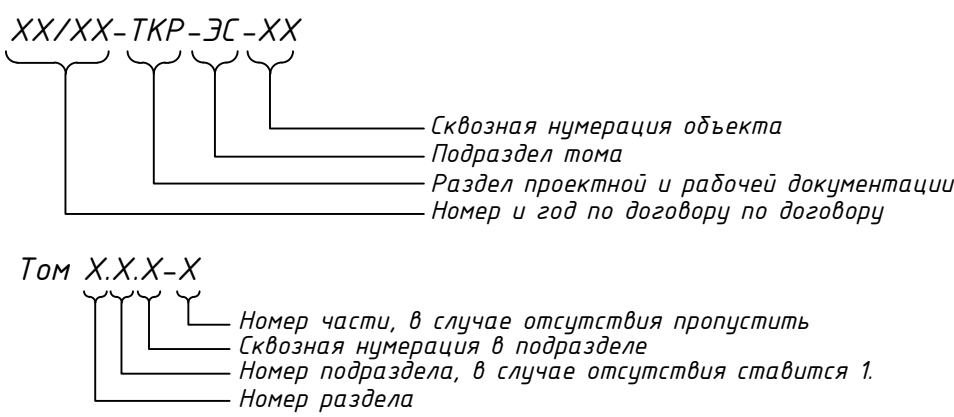 XX/XX-ТКР-ЭС-XX
Сквозная нумерация объекта
Подраздел тома
Раздел проектной и рабочей документации
Номер и год по договору по договору
Том X.X.X-X
Номер части, в случае отсутствия пропустить
Сквозная нумерация в подразделе
Номер подраздела, в случае отсутствия ставится 1.
Номер раздела